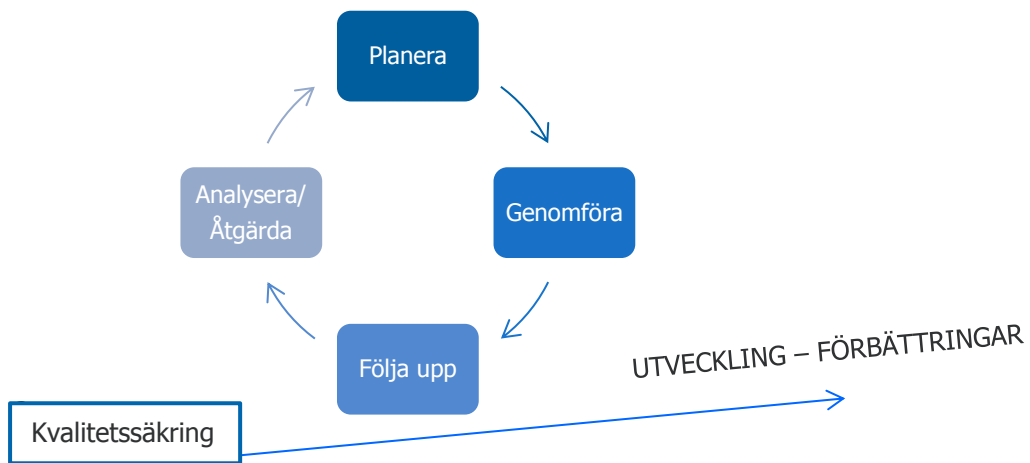 Planera
Analysera/
Åtgärda
Genomföra
Följa upp
UTVECKLING – FÖRBÄTTRINGAR
Kvalitetssäkring